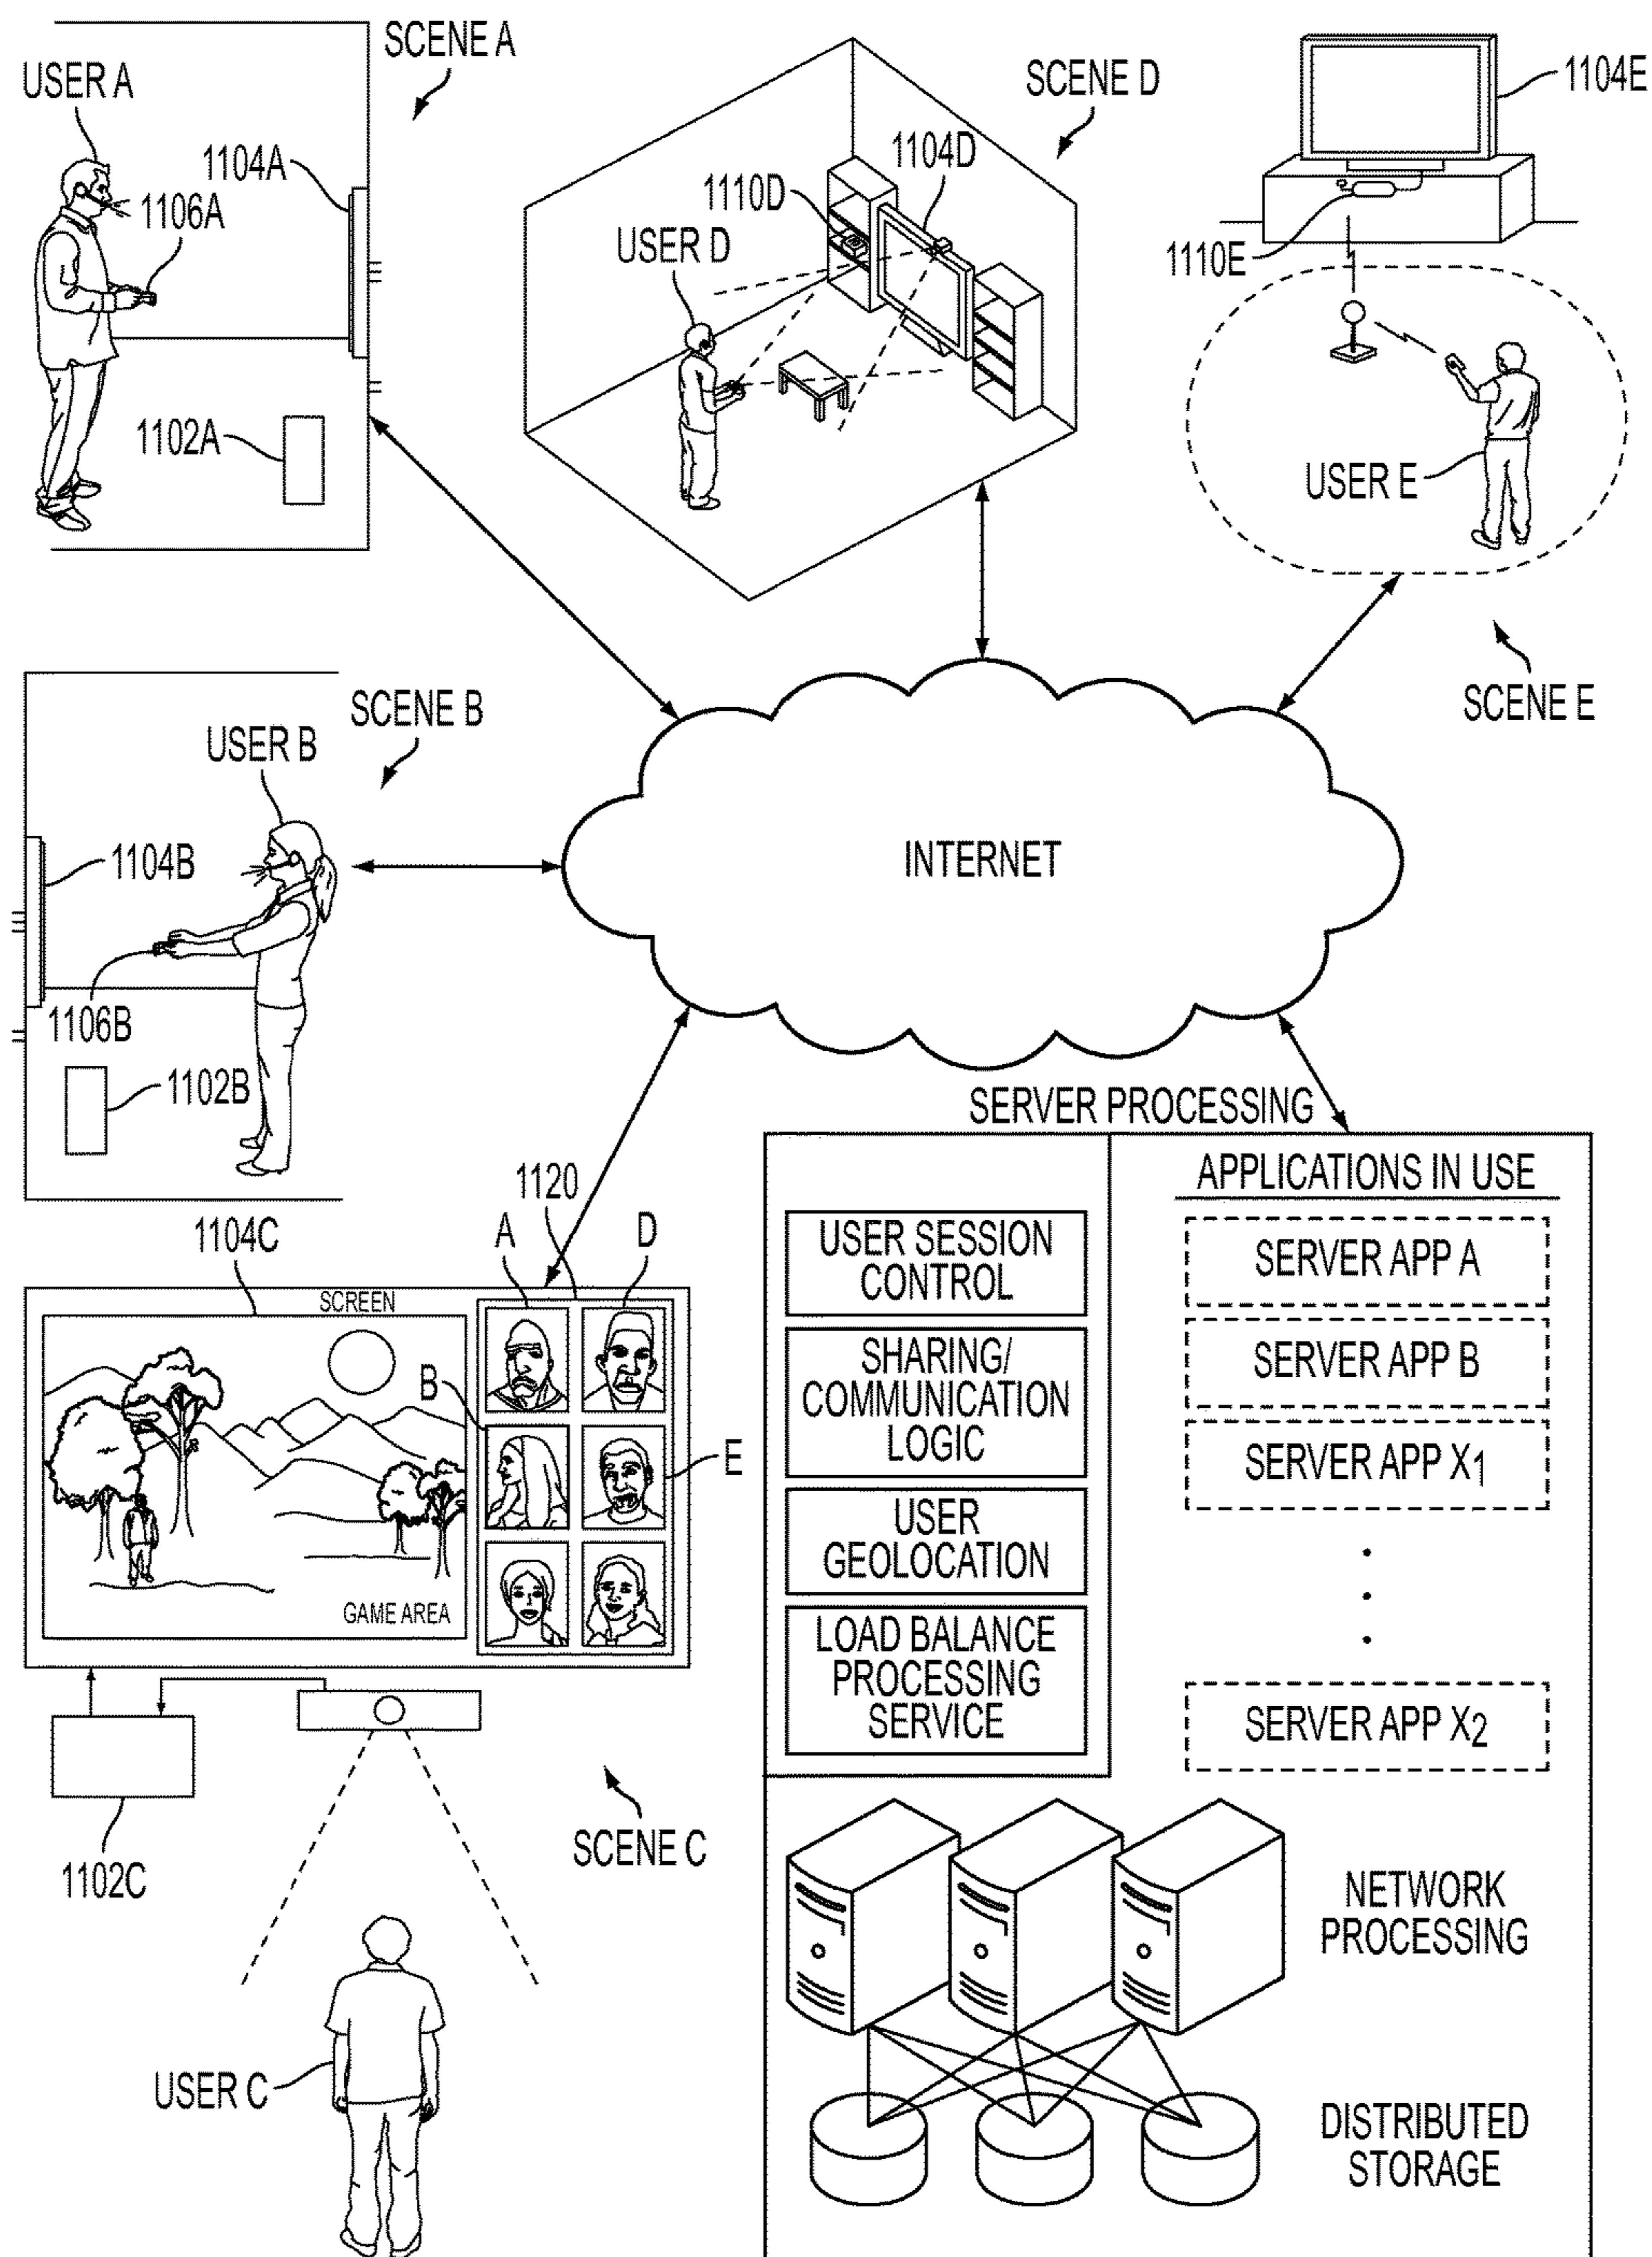 SCENE A
USER A
1104A
1106A
1102A
SCENE D
1104D
1110D
USER D
1104E
1110E
USER E
SCENE E
SCENE B
USER B
1104B
1106B
1102B
INTERNET
1120
1104C
A
D
SCREEN
B
E
GAME AREA
1102C
SCENE C
USER C
SERVER PROCESSING
USER SESSION
CONTROL
SHARING/
COMMUNICATION
LOGIC
USER
GEOLOCATION
LOAD BALANCE
PROCESSING
SERVICE
APPLICATIONS IN USE
SERVER APP A
SERVER APP B
SERVER APP X1
SERVER APP X2
NETWORK
PROCESSING
DISTRIBUTED
STORAGE